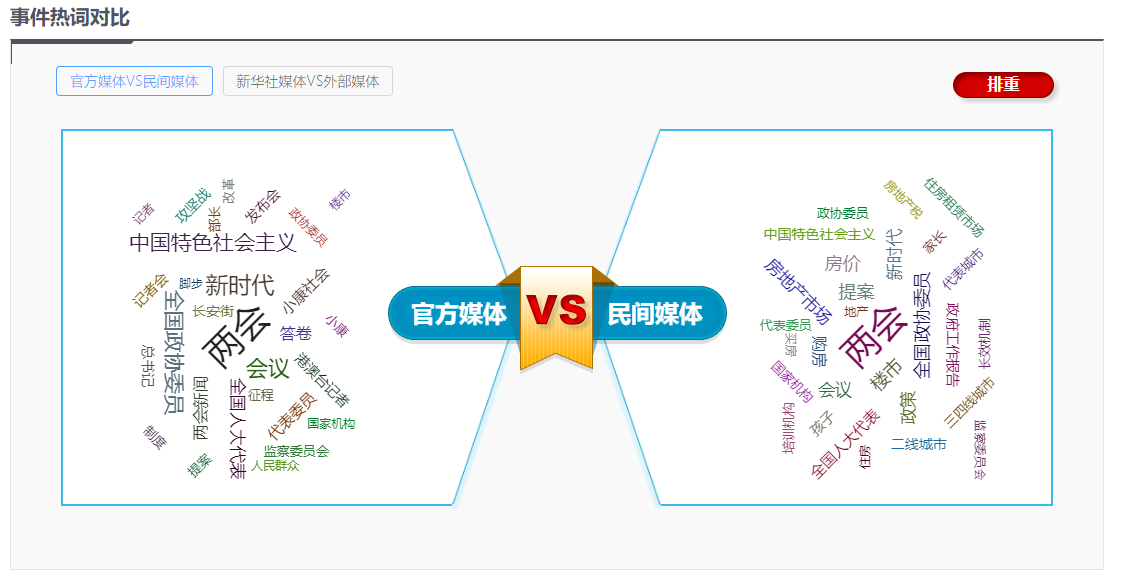 事件热词对比
官方媒体VS民间媒体
新华社媒体VS外部媒体
排重
官方媒体
VS
民间媒体
记者
攻坚战
改革
部长
发布会
政协委员
楼市
中国特色社会主义
记者会
脚步
新时代
小康社会
长安街
全国政协委员
两会
答卷
小康
总书记
会议
港澳台记者
两会新闻
全国人大代表
征程
代表委员
国家机构
制度
提案
监察委员会
人民群众
房地产税
住房租赁市场
政协委员
中国特色社会主义
新时代
家长
房价
代表城市
房地产市场
提案
地产
全国政协委员
代表委员
买房
购房
两会
政府工作报告
长效机制
国家机构
会议
楼市
政策
三四线城市
培训机构
孩子
全国人大代表
住房
二线城市
监察委员会